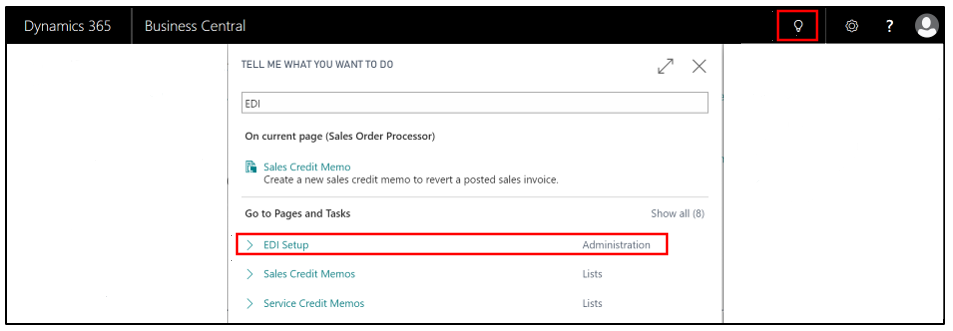 Dynamics 365 Business Central ?
TELL ME WHAT YOU WANT TO DO
EDI
On current page (Sales Order Processor)
Sales Credit Memo
Create a new sales credit memo to revert a posted sales invoice.
Go to Pages and Tasks Show all (8)
EDI Setup Administration
Sales Credit Memos Lists
Service Credit Memos Lists